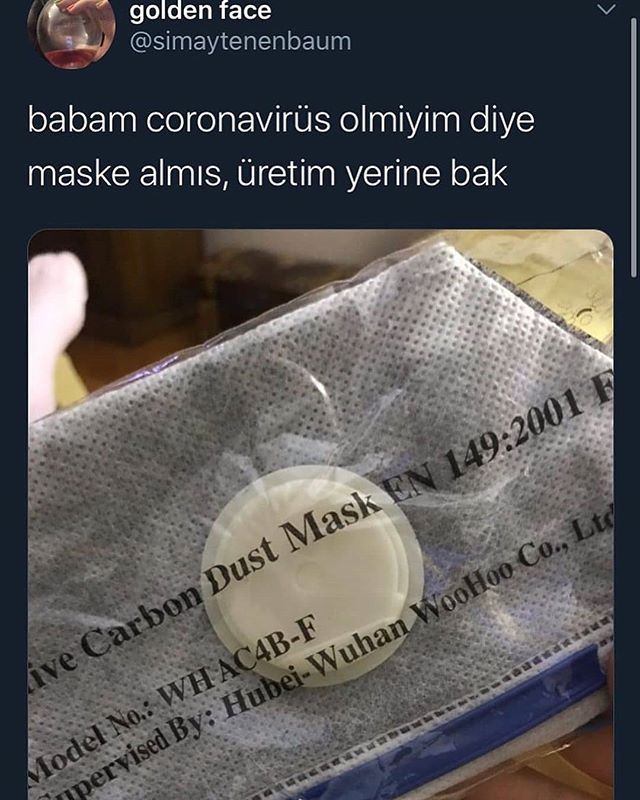 golden face
@simaytenenbaum
babam coronavirüs olmiyim diye
maske almıs, üretim yerine bak
ive Carbon Dust Mask EN 149:2001 F
Model No.: WH AC4B-F
Supervised By: Hubei-Wuhan WooHoo Co., Ltd